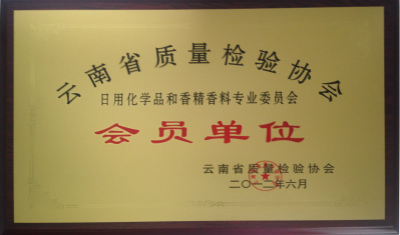 云南省质量检验协会
日用化学品和香精香料专业委员会
会员单位
云南省质量检验协会
二〇一二年六月